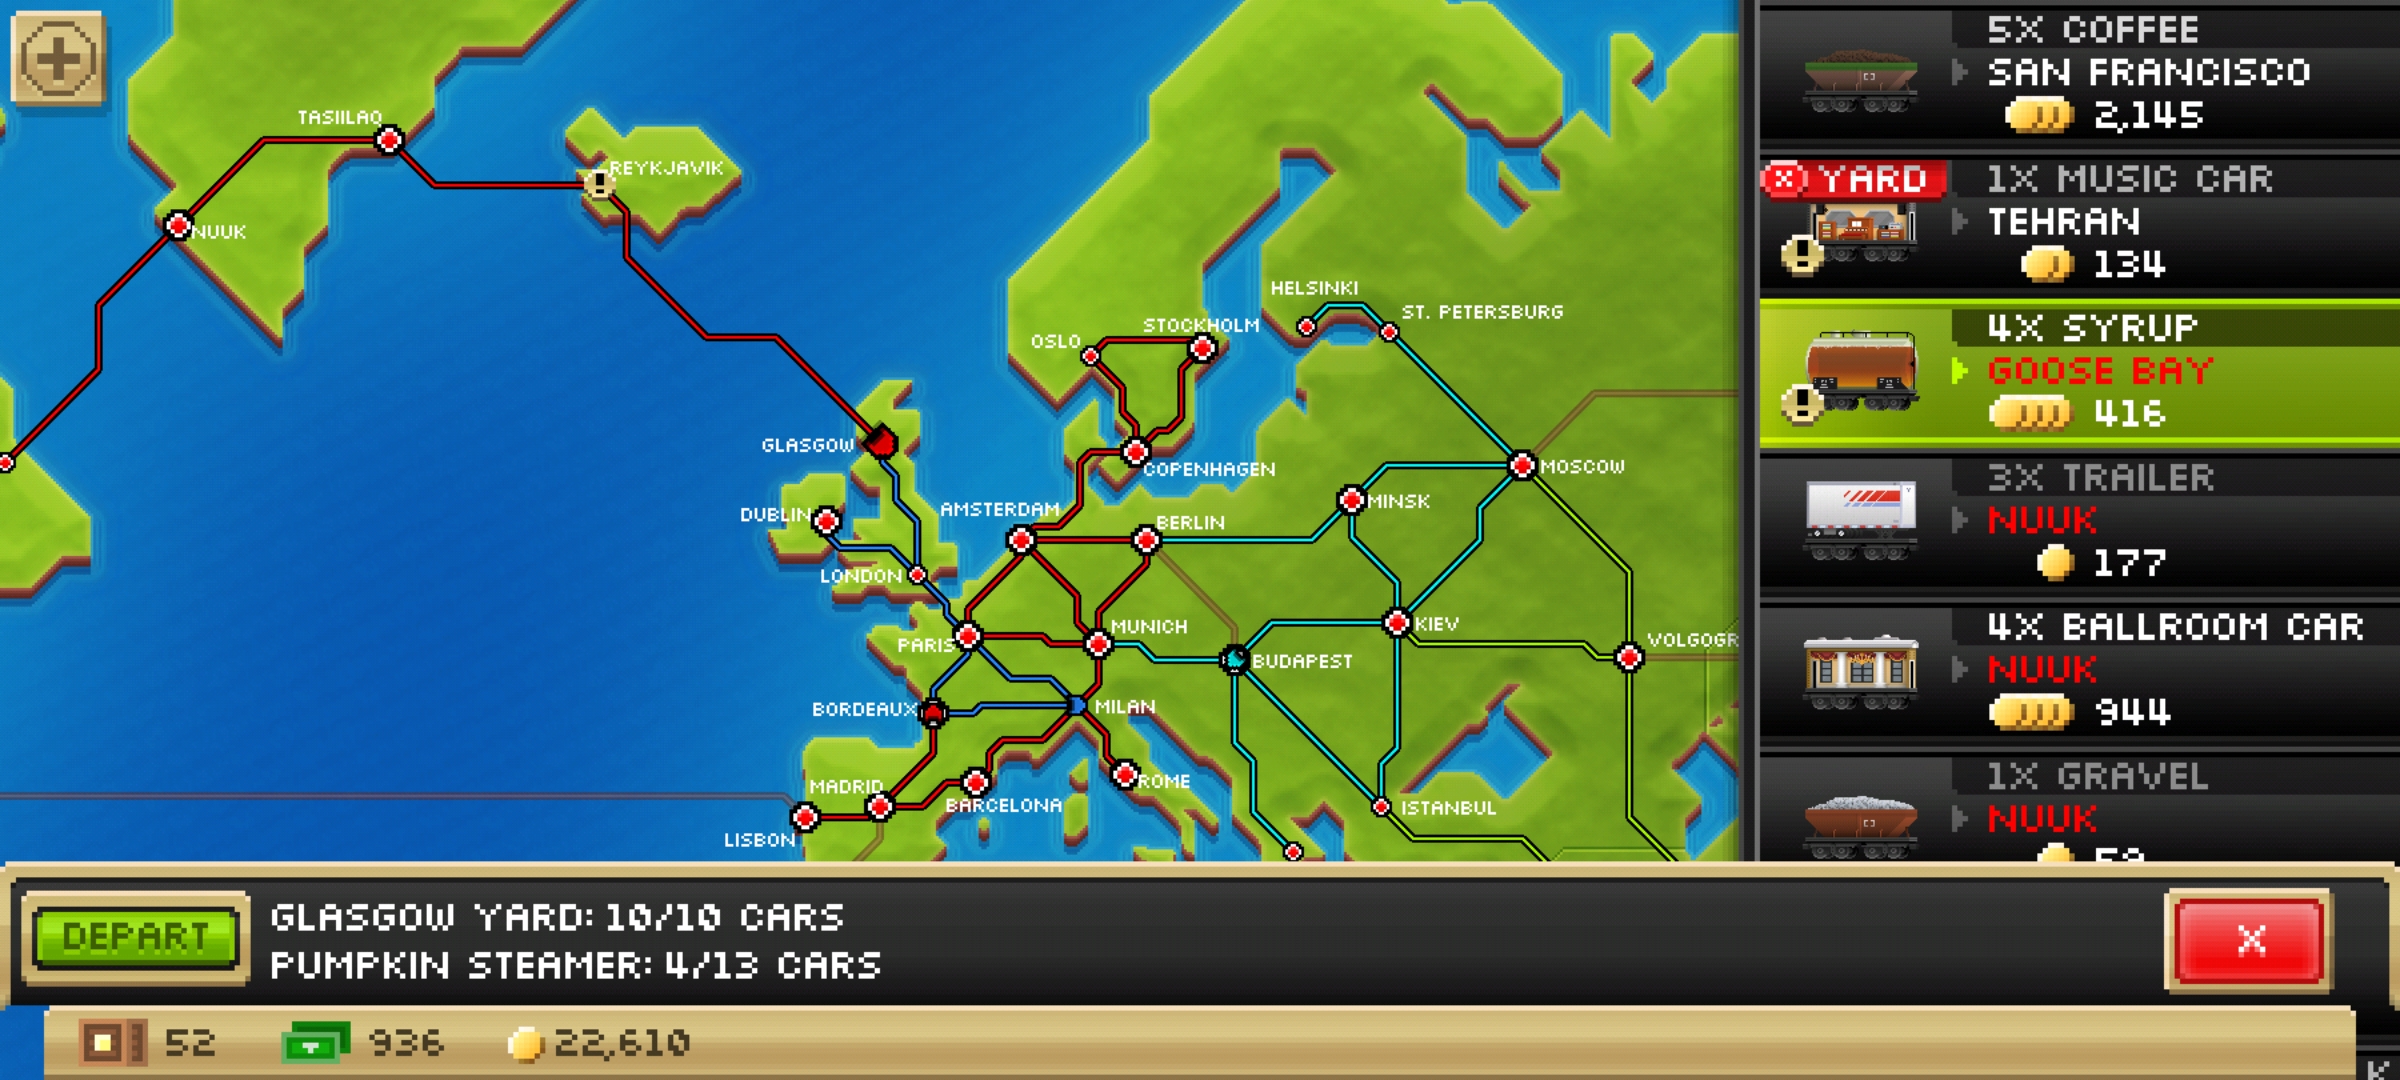 TASIILAQ
REYKJAVIK
NUUK
HELSINKI
ST. PETERSBURG
STOCKHOLM
OSLO
GLASGOW
COPENHAGEN
MOSCOW
MINSK
AMSTERDAM
DUBLIN
BERLIN
LONDON
MUNICH
KIEV
PARIS
BUDAPEST
VOLGOGR
BORDEAUX
MILAN
MADRID
ROME
BARCELONA
ISTANBUL
LISBON
5X COFFEE
SAN FRANCISCO
2,145
YARD
1X MUSIC CAR
TEHRAN
134
4X SYRUP
GOOSE BAY
416
3X TRAILER
NUUK
177
4X BALLROOM CAR
NUUK
944
1X GRAVEL
NUUK
DEPART
GLASGOW YARD: 10/10 CARS
PUMPKIN STEAMER: 4/13 CARS
X
52
936
22,610